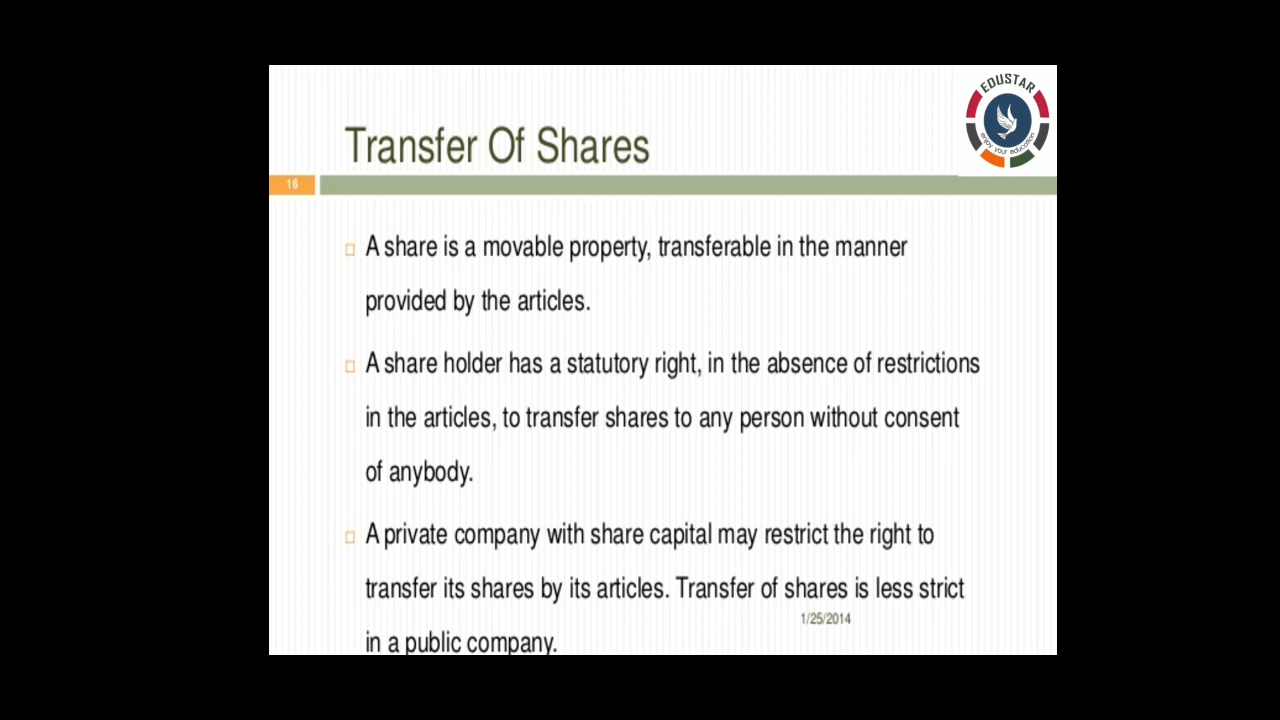 EDUSTAR
enjoy your education
Transfer Of Shares
16
A share is a movable property, transferable in the manner
provided by the articles.
A share holder has a statutory right, in the absence of restrictions
in the articles, to transfer shares to any person without consent
of anybody.
A private company with share capital may restrict the right to
transfer its shares by its articles. Transfer of shares is less strict
1/25/2014
in a public company.